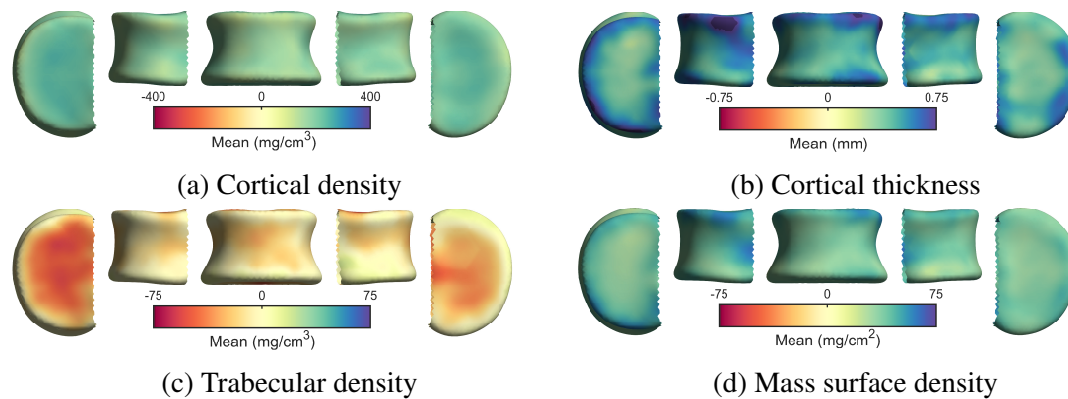 -400 0 400
Mean (mg/cm³)
(a) Cortical density
-0.75 0 0.75
Mean (mm)
(b) Cortical thickness
-75 0 75
Mean (mg/cm³)
(c) Trabecular density
-75 0 75
Mean (mg/cm²)
(d) Mass surface density